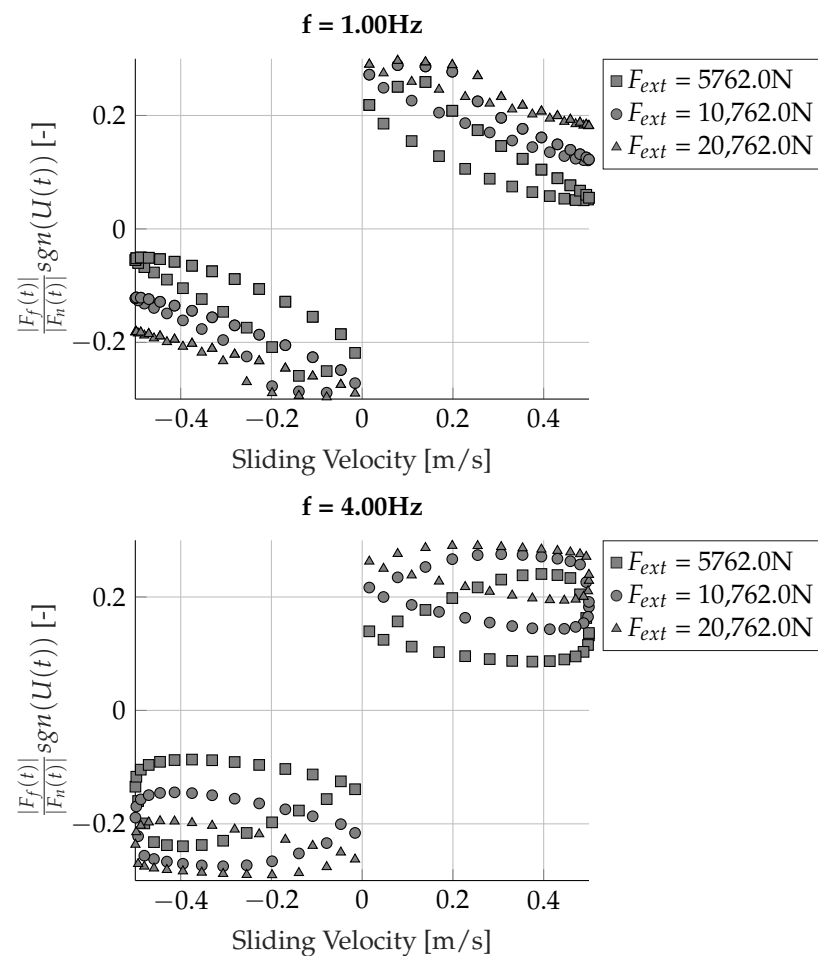 f = 1.00Hz
F_ext = 5762.0N
F_ext = 10,762.0N
F_ext = 20,762.0N
0.2
0
−0.2
|F_f(t)|/|F_n(t)| sgn(U(t)) [-]
−0.4 −0.2 0 0.2 0.4
Sliding Velocity [m/s]
f = 4.00Hz
F_ext = 5762.0N
F_ext = 10,762.0N
F_ext = 20,762.0N
0.2
0
−0.2
|F_f(t)|/|F_n(t)| sgn(U(t)) [-]
−0.4 −0.2 0 0.2 0.4
Sliding Velocity [m/s]